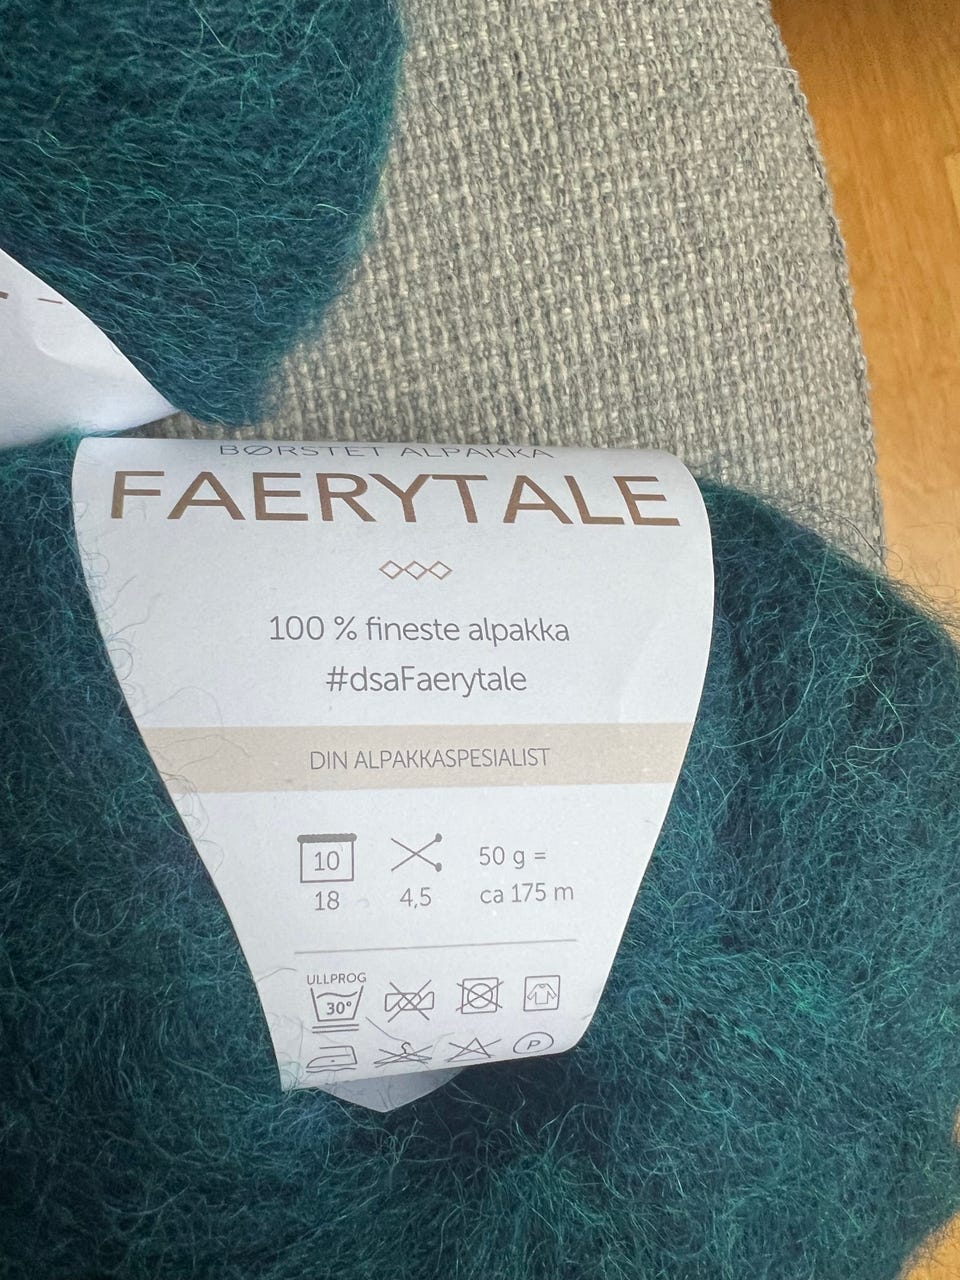 BØRSTET ALPAKKA
FAERYTALE
100 % fineste alpakka
#dsaFaerytale
DIN ALPAKKASPESIALIST
10
18
4,5
50 g =
ca 175 m
ULLPROG
30°
P